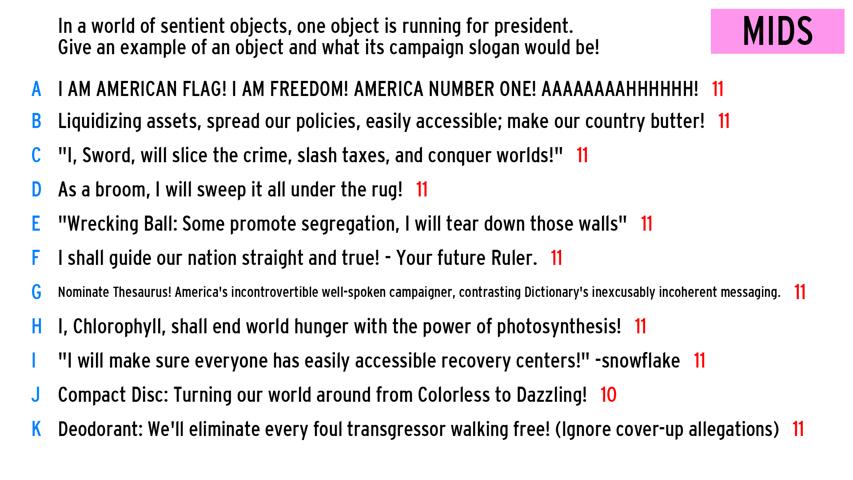 In a world of sentient objects, one object is running for president.
Give an example of an object and what its campaign slogan would be!
MIDS
A I AM AMERICAN FLAG! I AM FREEDOM! AMERICA NUMBER ONE! AAAAAAAAHHHHHH! 11
B Liquidizing assets, spread our policies, easily accessible; make our country butter! 11
C "I, Sword, will slice the crime, slash taxes, and conquer worlds!" 11
D As a broom, I will sweep it all under the rug! 11
E "Wrecking Ball: Some promote segregation, I will tear down those walls" 11
F I shall guide our nation straight and true! - Your future Ruler. 11
G Nominate Thesaurus! America's incontrovertible well-spoken campaigner, contrasting Dictionary's inexcusably incoherent messaging. 11
H I, Chlorophyll, shall end world hunger with the power of photosynthesis! 11
I "I will make sure everyone has easily accessible recovery centers!" -snowflake 11
J Compact Disc: Turning our world around from Colorless to Dazzling! 10
K Deodorant: We'll eliminate every foul transgressor walking free! (Ignore cover-up allegations) 11